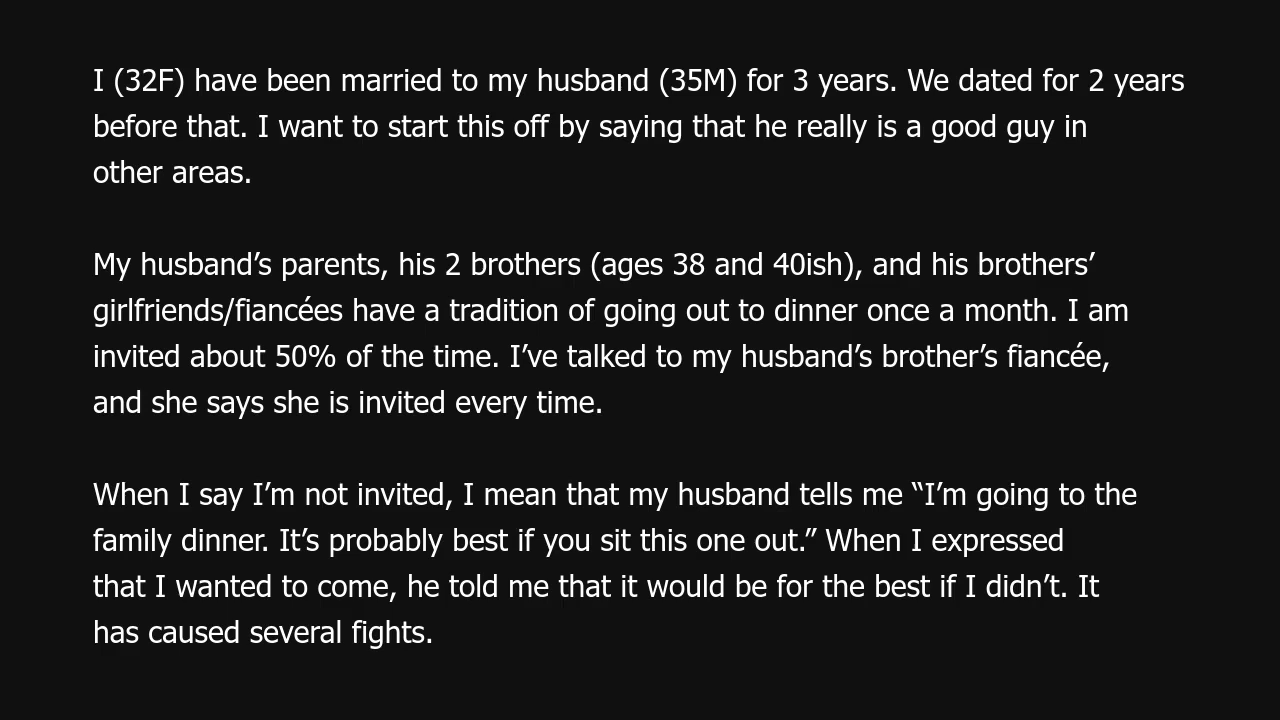 I (32F) have been married to my husband (35M) for 3 years. We dated for 2 years
before that. I want to start this off by saying that he really is a good guy in
other areas.
My husband’s parents, his 2 brothers (ages 38 and 40ish), and his brothers’
girlfriends/fiancées have a tradition of going out to dinner once a month. I am
invited about 50% of the time. I’ve talked to my husband’s brother’s fiancée,
and she says she is invited every time.
When I say I’m not invited, I mean that my husband tells me “I’m going to the
family dinner. It’s probably best if you sit this one out.” When I expressed
that I wanted to come, he told me that it would be for the best if I didn’t. It
has caused several fights.